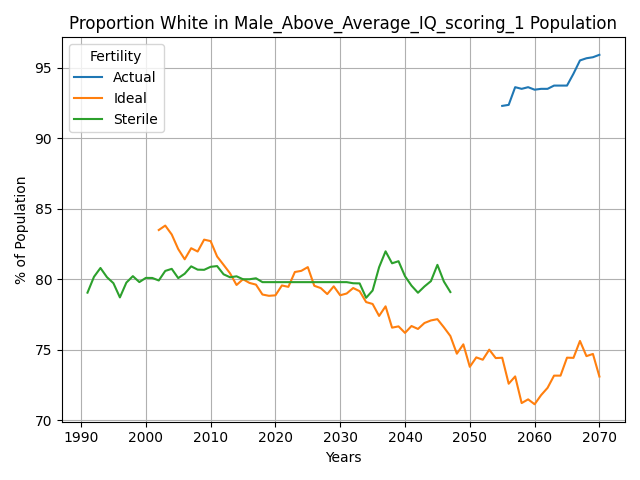 Proportion White in Male_Above_Average_IQ_scoring_1 Population
Fertility
Actual
Ideal
Sterile
% of Population
95
90
85
80
75
70
1990 2000 2010 2020 2030 2040 2050 2060 2070
Years